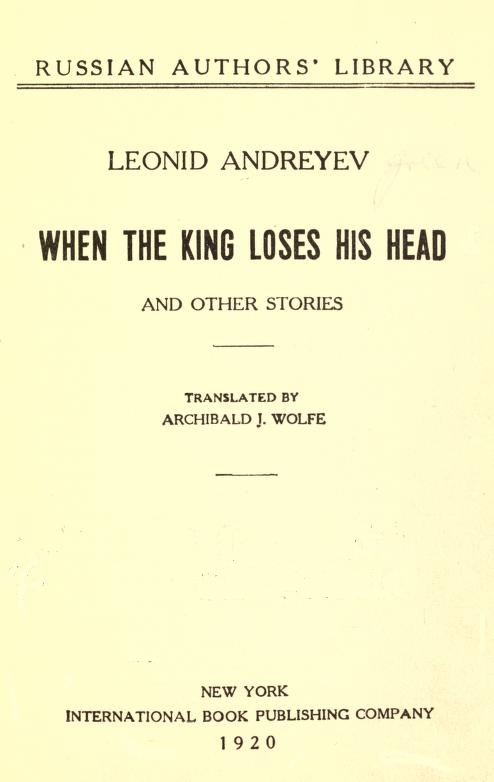 RUSSIAN AUTHORS' LIBRARY
LEONID ANDREYEV
WHEN THE KING LOSES HIS HEAD
AND OTHER STORIES
TRANSLATED BY
ARCHIBALD J. WOLFE
NEW YORK
INTERNATIONAL BOOK PUBLISHING COMPANY
1920